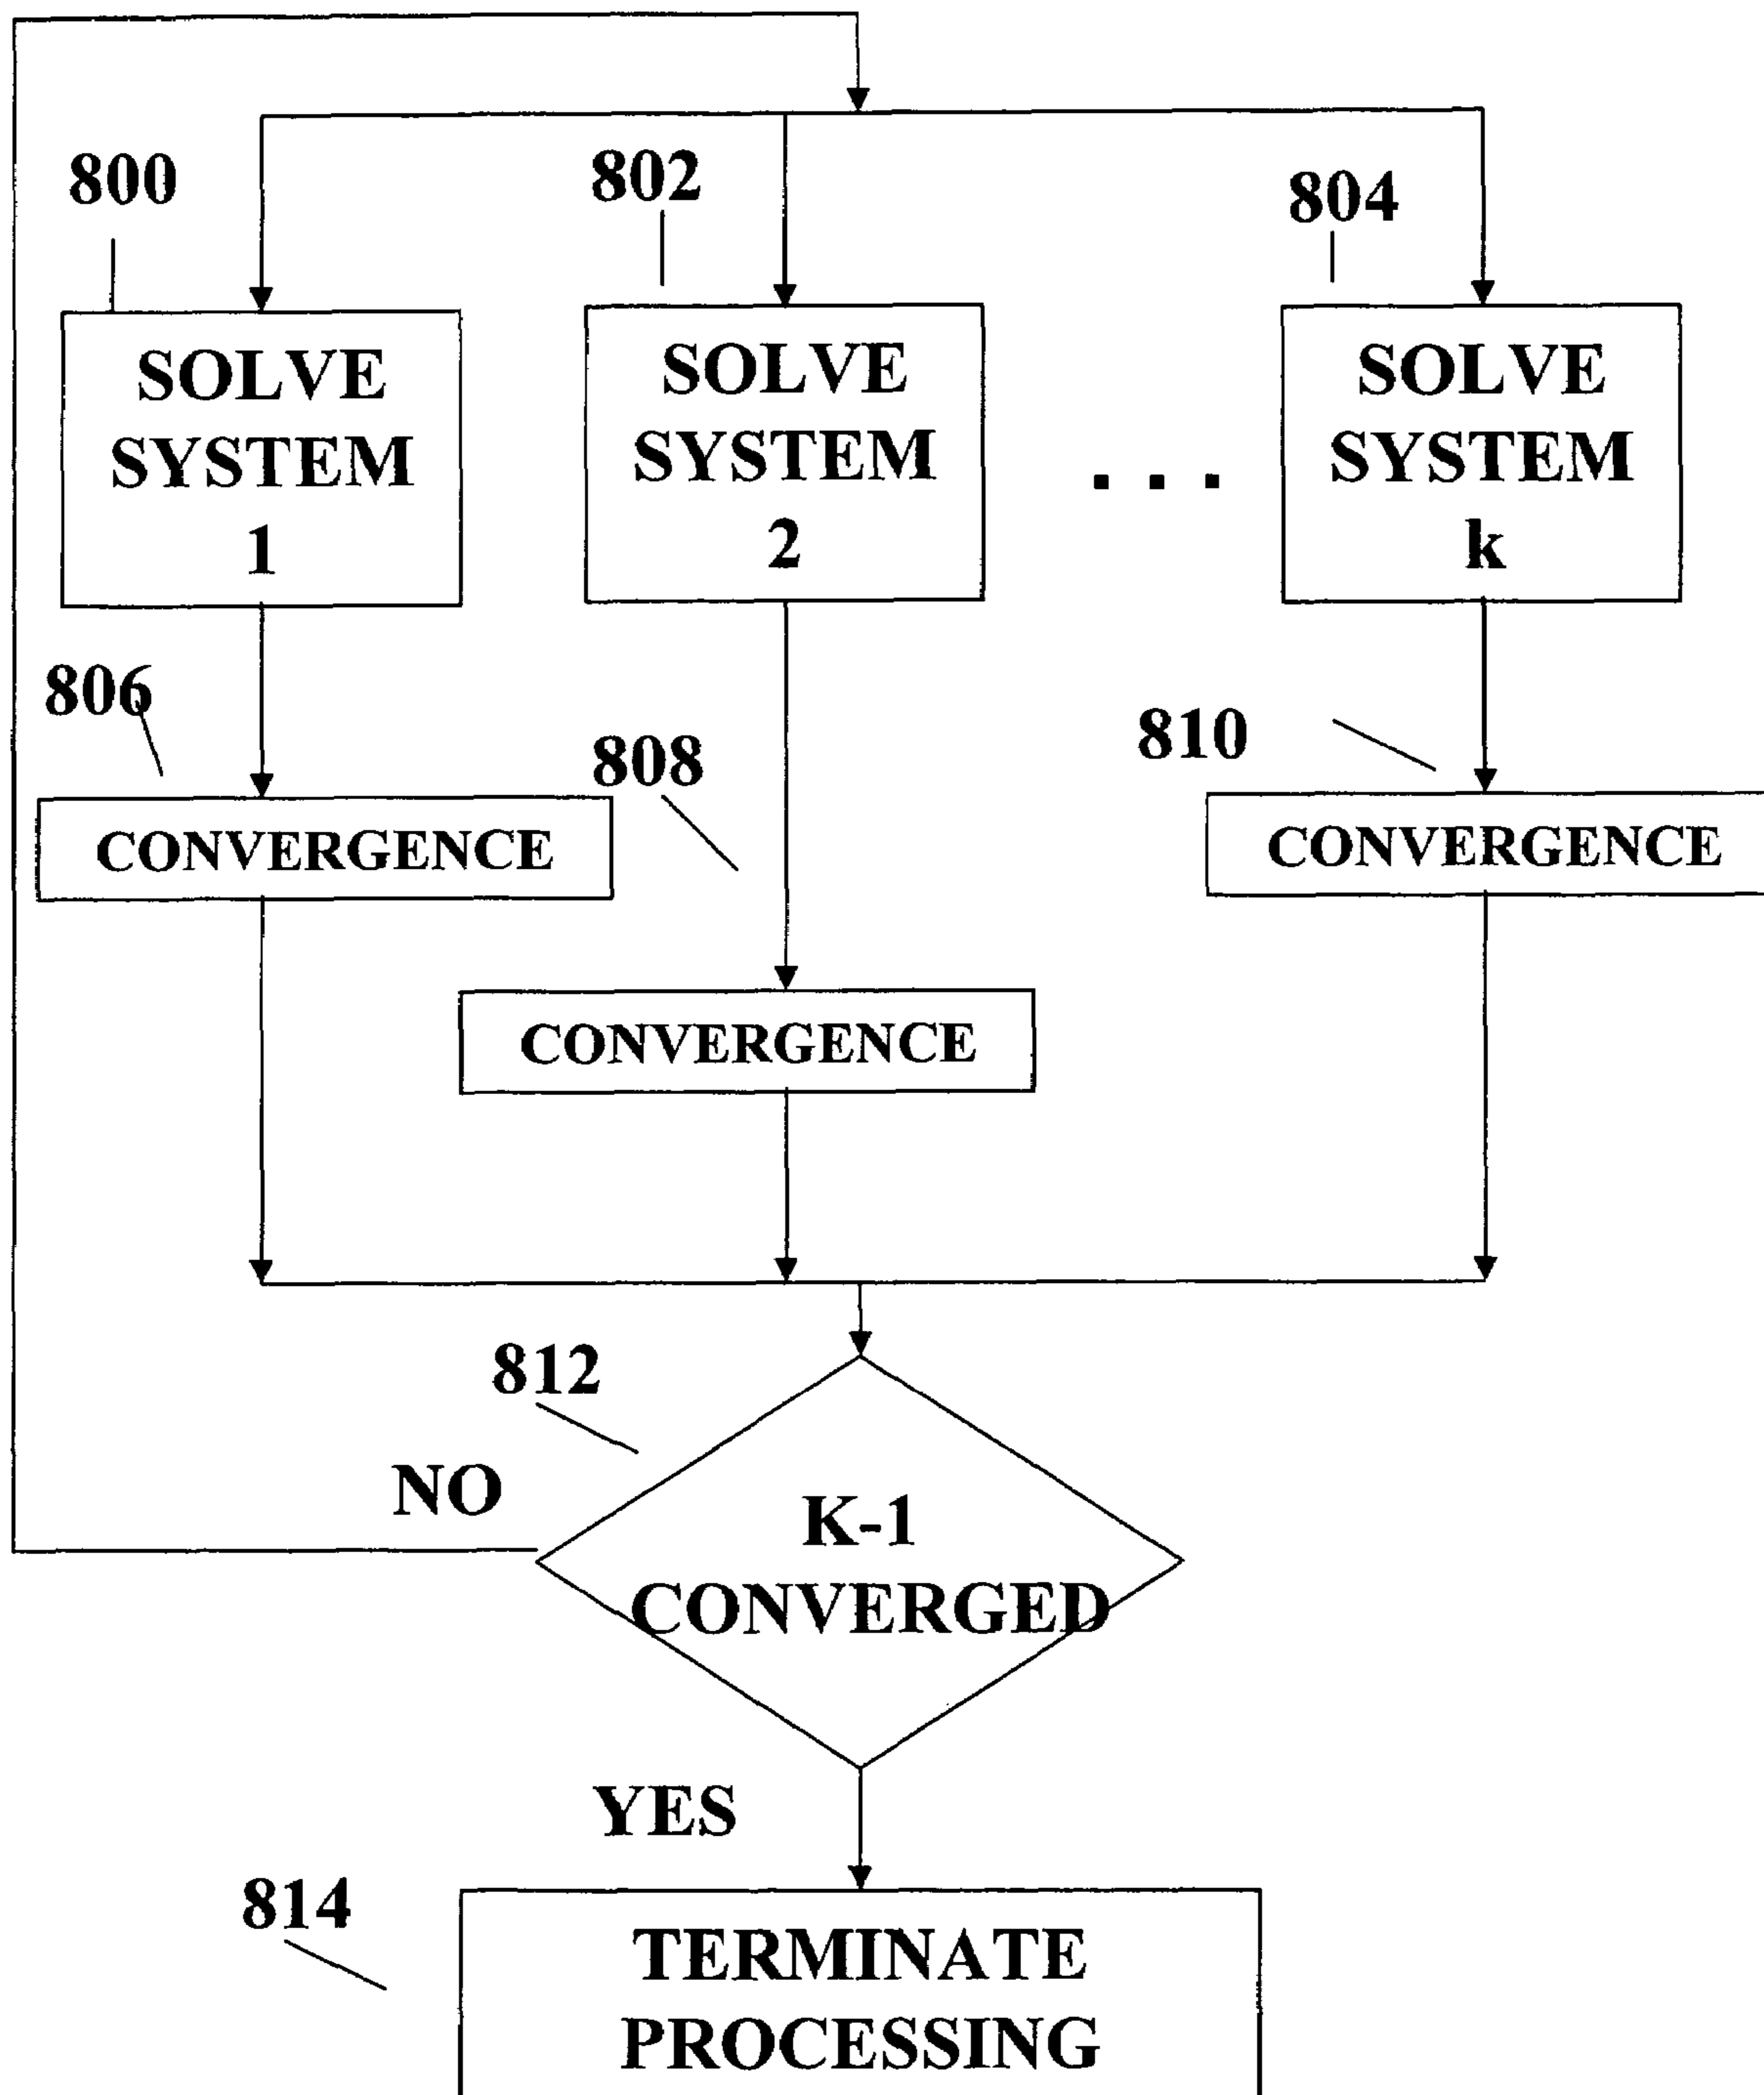 800
802
804
SOLVE
SYSTEM
1
SOLVE
SYSTEM
2
. . .
SOLVE
SYSTEM
k
806
808
810
CONVERGENCE
CONVERGENCE
CONVERGENCE
812
NO
K-1
CONVERGED
YES
814
TERMINATE
PROCESSING